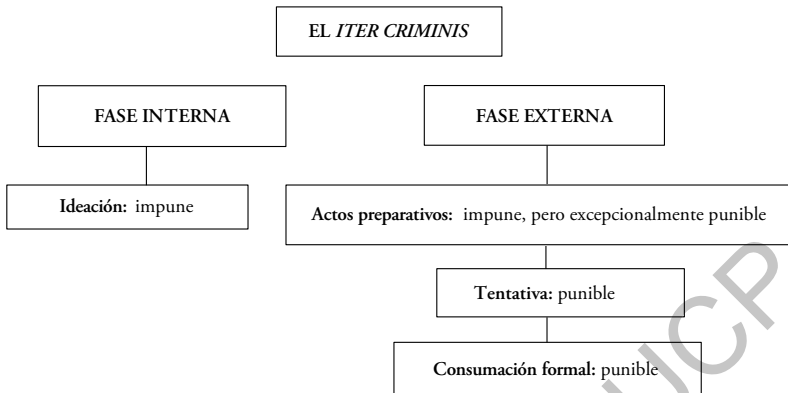 EL ITER CRIMINIS
FASE INTERNA
FASE EXTERNA
Ideación: impune
Actos preparativos: impune, pero excepcionalmente punible
Tentativa: punible
Consumación formal: punible
UCP